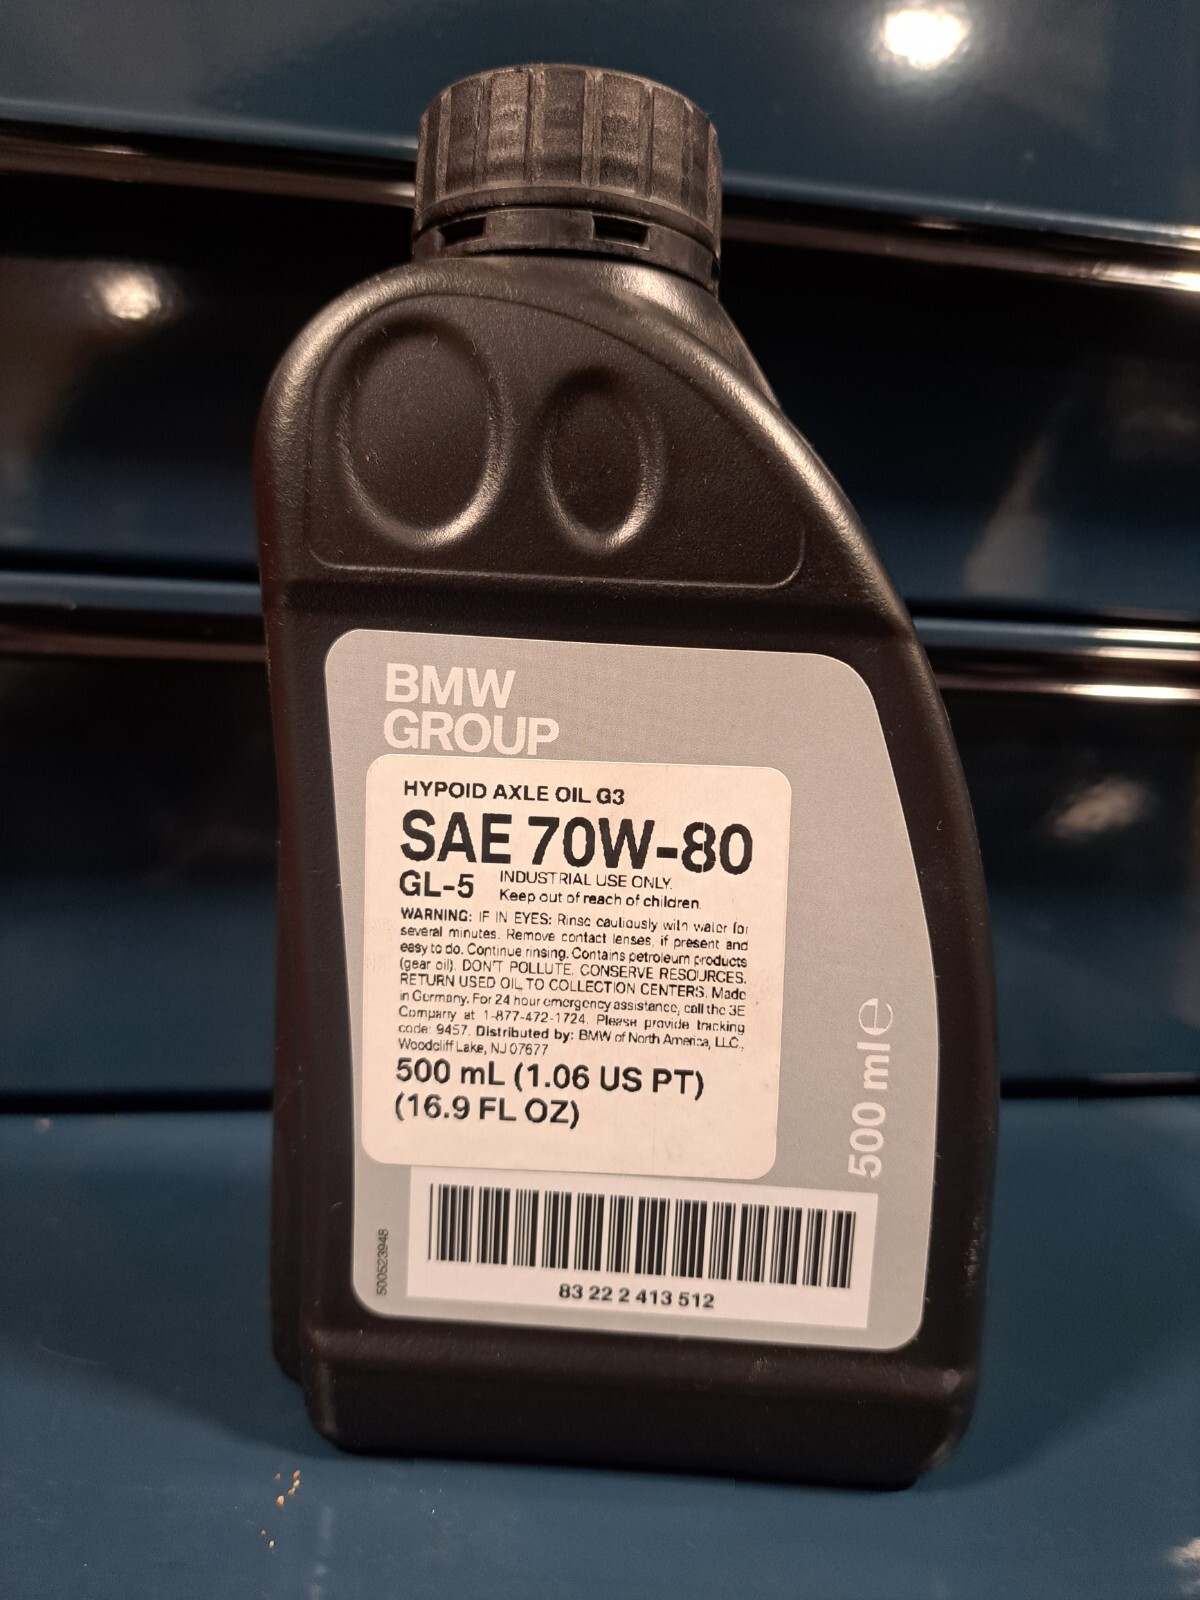 BMW
GROUP
HYPOID AXLE OIL G3
SAE 70W-80
GL-5
INDUSTRIAL USE ONLY.
Keep out of reach of children.
WARNING: IF IN EYES: Rinse cautiously with water for
several minutes. Remove contact lenses, if present and
easy to do. Continue rinsing. Contains petroleum products
(gear oil). DON'T POLLUTE. CONSERVE RESOURCES.
RETURN USED OIL TO COLLECTION CENTERS. Made
in Germany. For 24 hour emergency assistance, call the 3E
Company at 1-877-472-1724. Please provide tracking
code: 9457. Distributed by: BMW of North America, LLC.,
Woodcliff Lake, NJ 07677
500 mL (1.06 US PT)
(16.9 FL OZ)
500 ml ℮
500523948
83 22 2 413 512